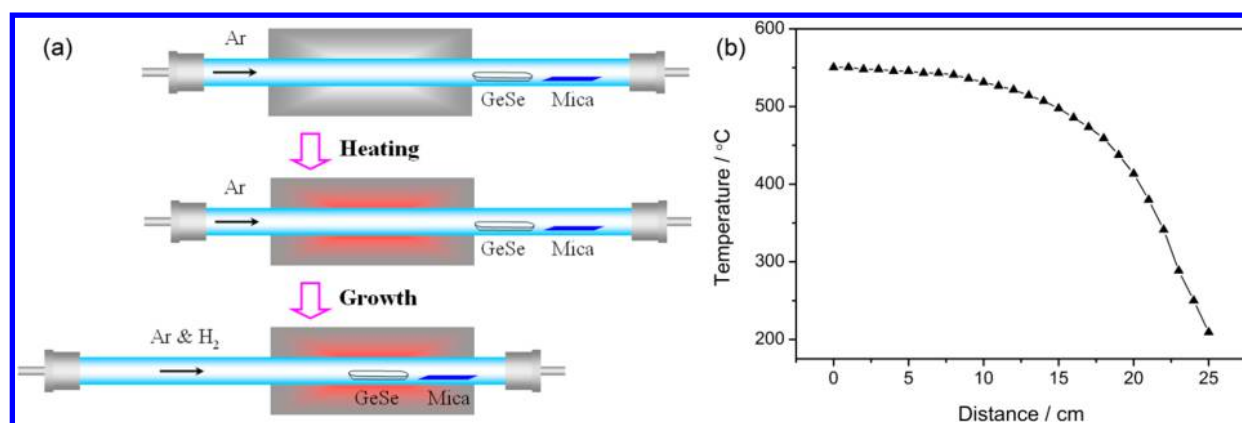 (a)
Ar
GeSe Mica
Heating
Ar
GeSe Mica
Growth
Ar & H₂
GeSe Mica
(b)
600
500
400
300
200
Temperature / °C
0 5 10 15 20 25
Distance / cm